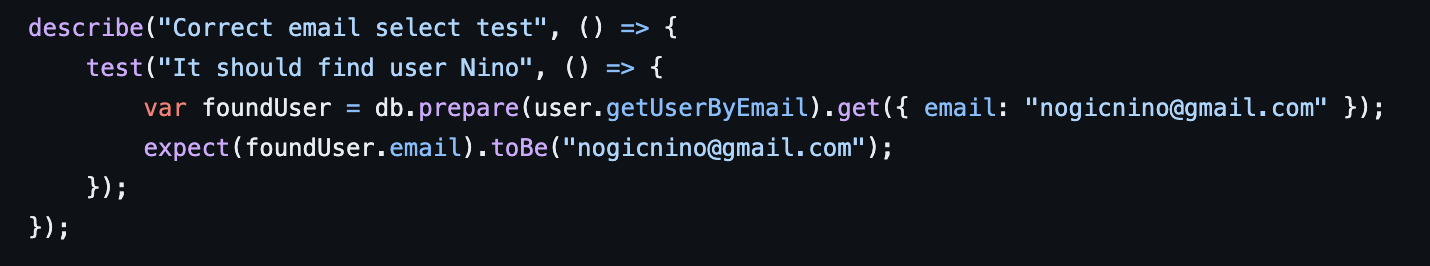 describe("Correct email select test", () => {
    test("It should find user Nino", () => {
        var foundUser = db.prepare(user.getUserByEmail).get({ email: "nogicnino@gmail.com" });
        expect(foundUser.email).toBe("nogicnino@gmail.com");
    });
});